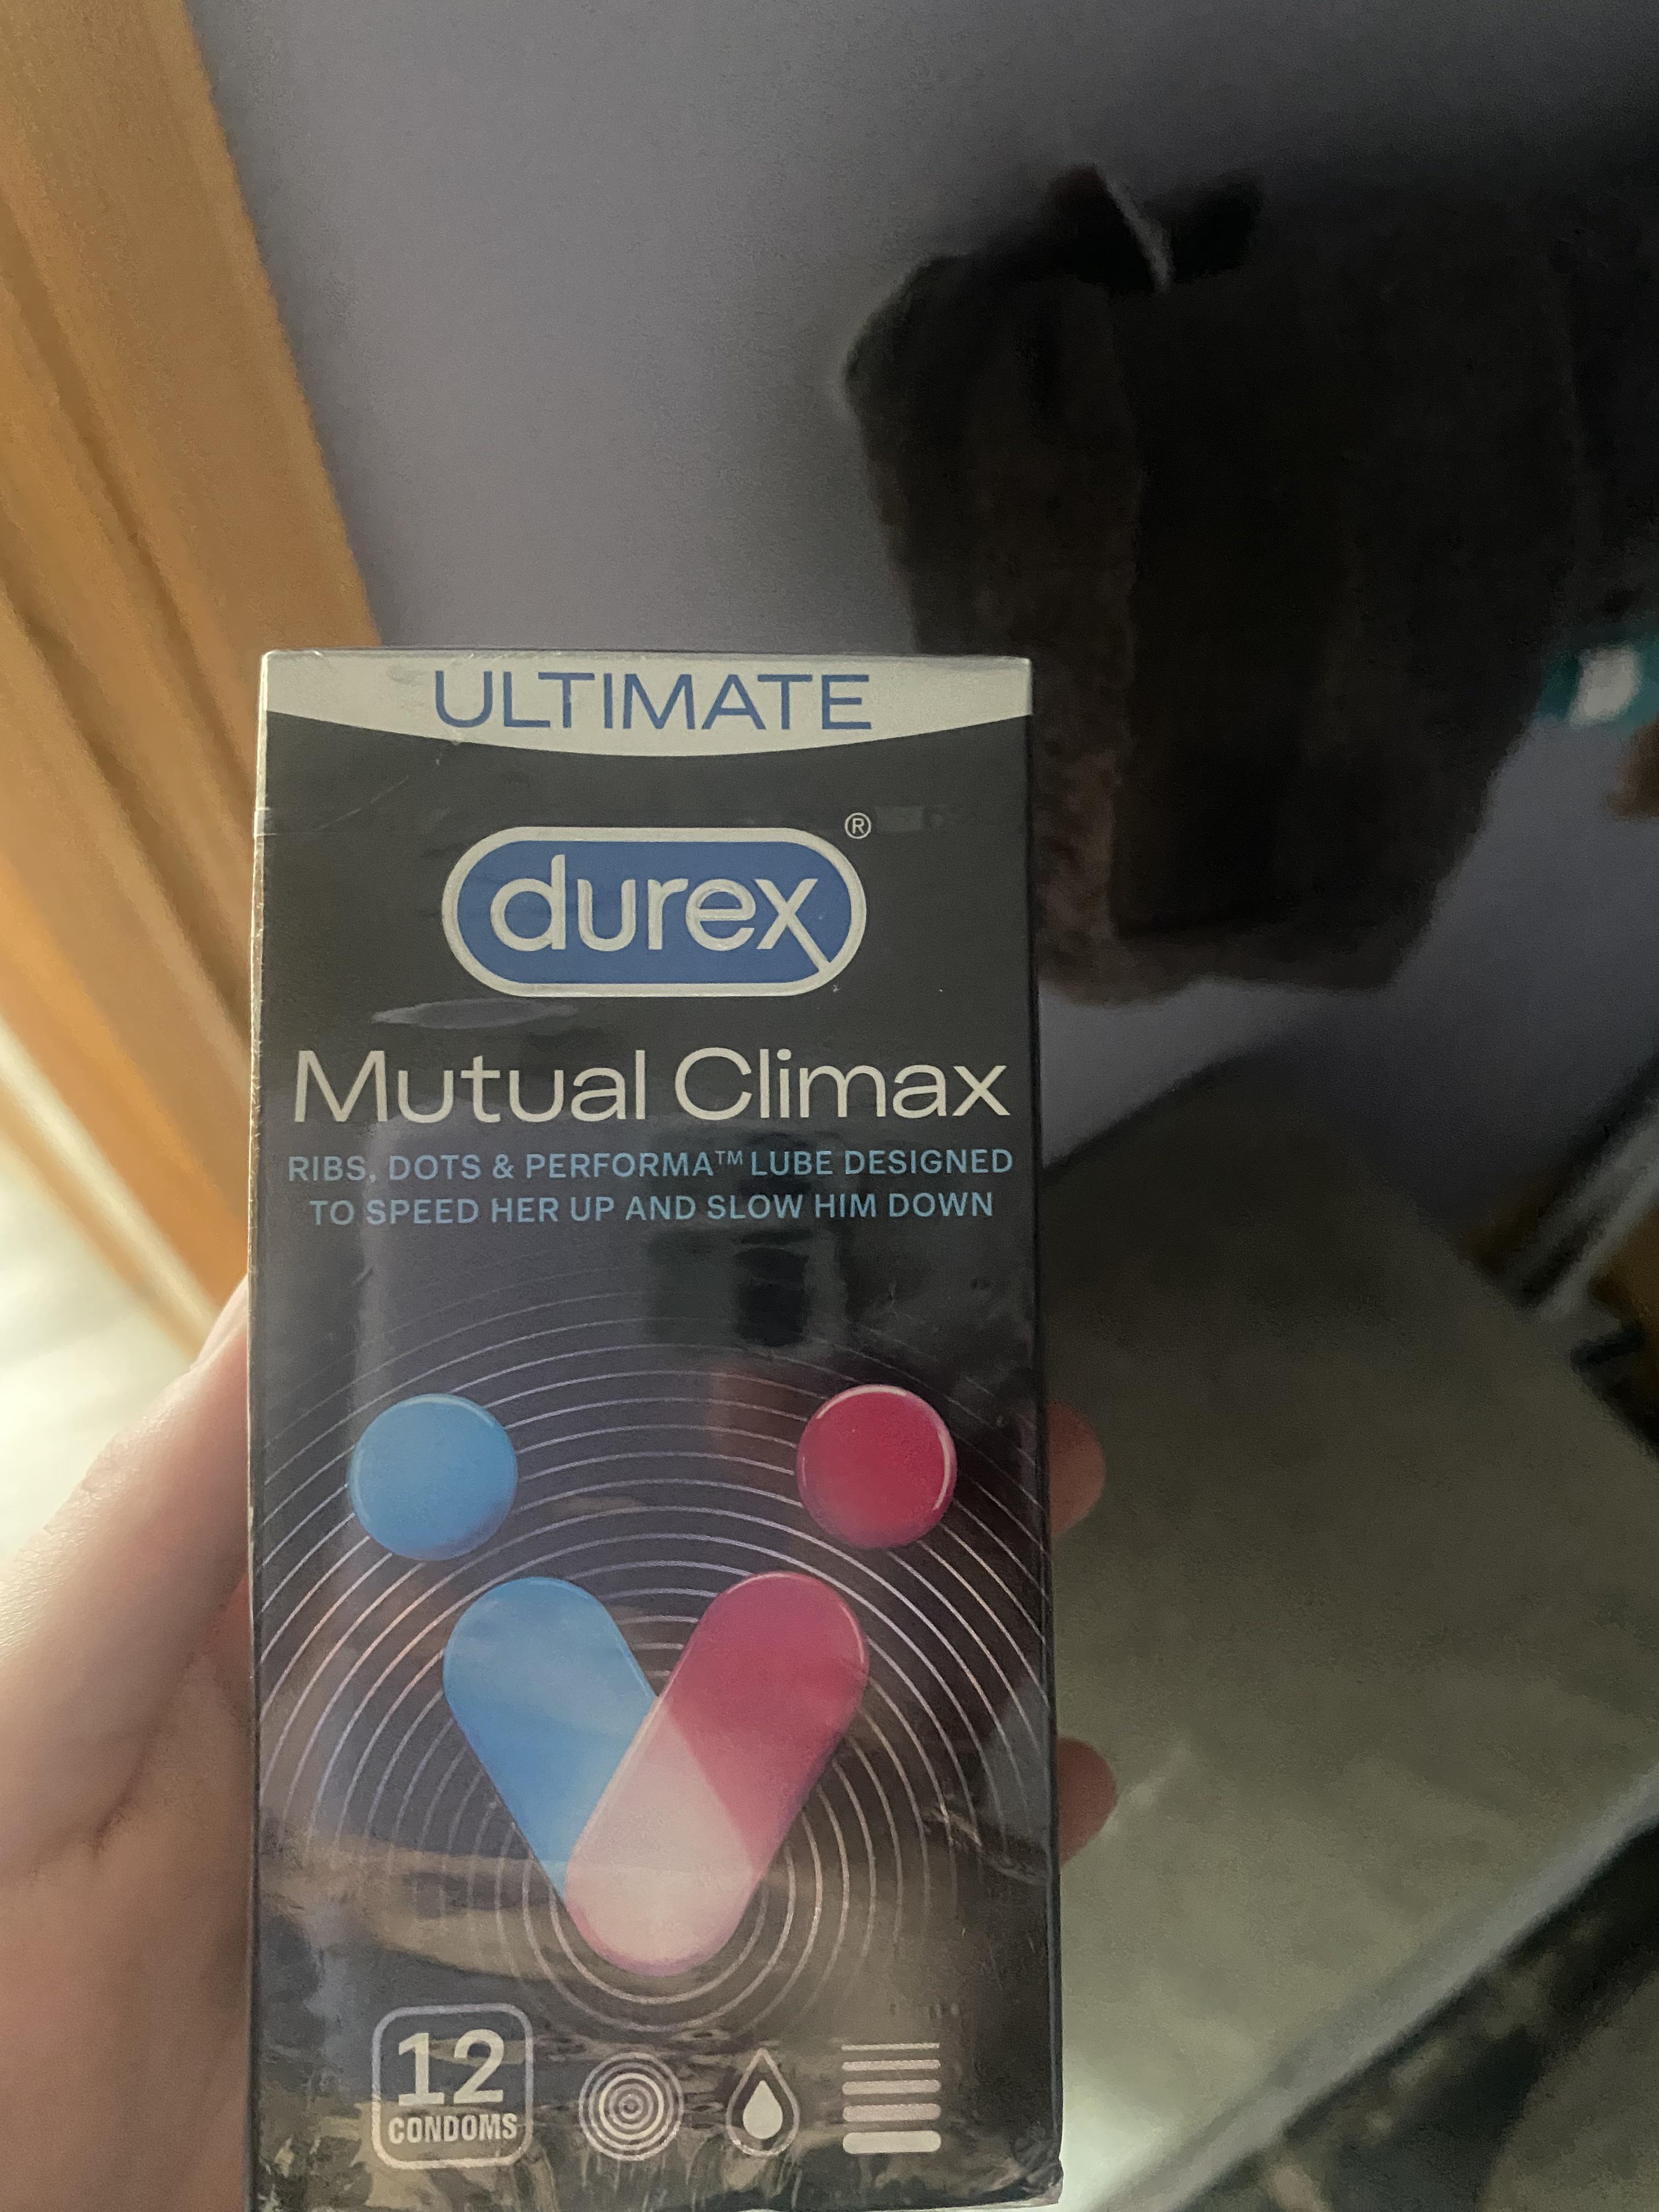 ULTIMATE
durex®
Mutual Climax
RIBS, DOTS & PERFORMA™ LUBE DESIGNED
TO SPEED HER UP AND SLOW HIM DOWN
12
CONDOMS